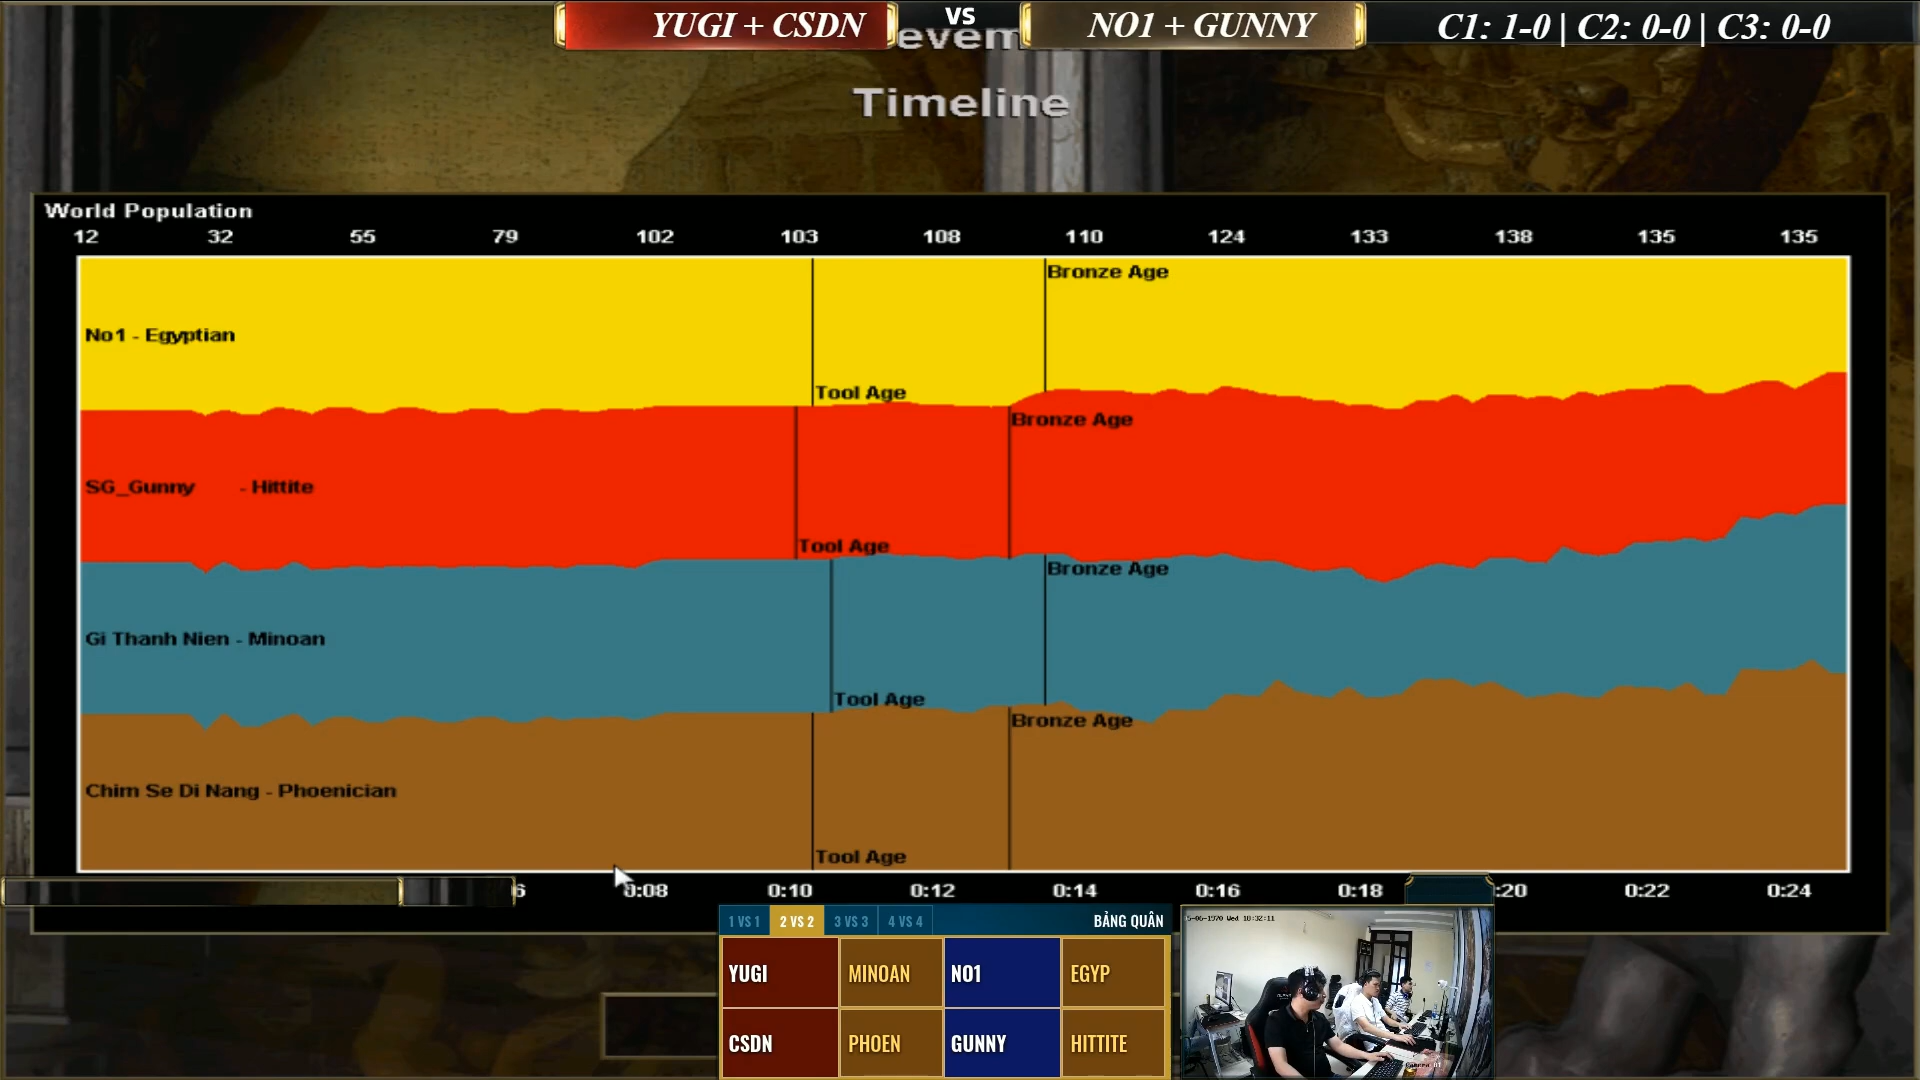 YUGI + CSDN
VS
NO1 + GUNNY
C1: 1-0 | C2: 0-0 | C3: 0-0
evem
Timeline
World Population
12 32 55 79 102 103 108 110 124 133 138 135 135
Bronze Age
No1 - Egyptian
Tool Age
Bronze Age
SG_Gunny - Hittite
Tool Age
Bronze Age
Gi Thanh Nien - Minoan
Tool Age
Bronze Age
Chim Se Di Nang - Phoenician
Tool Age
6 0:08 0:10 0:12 0:14 0:16 0:18 :20 0:22 0:24
1 VS 1 2 VS 2 3 VS 3 4 VS 4 BẢNG QUÂN
YUGI MINOAN NO1 EGYP
CSDN PHOEN GUNNY HITTITE